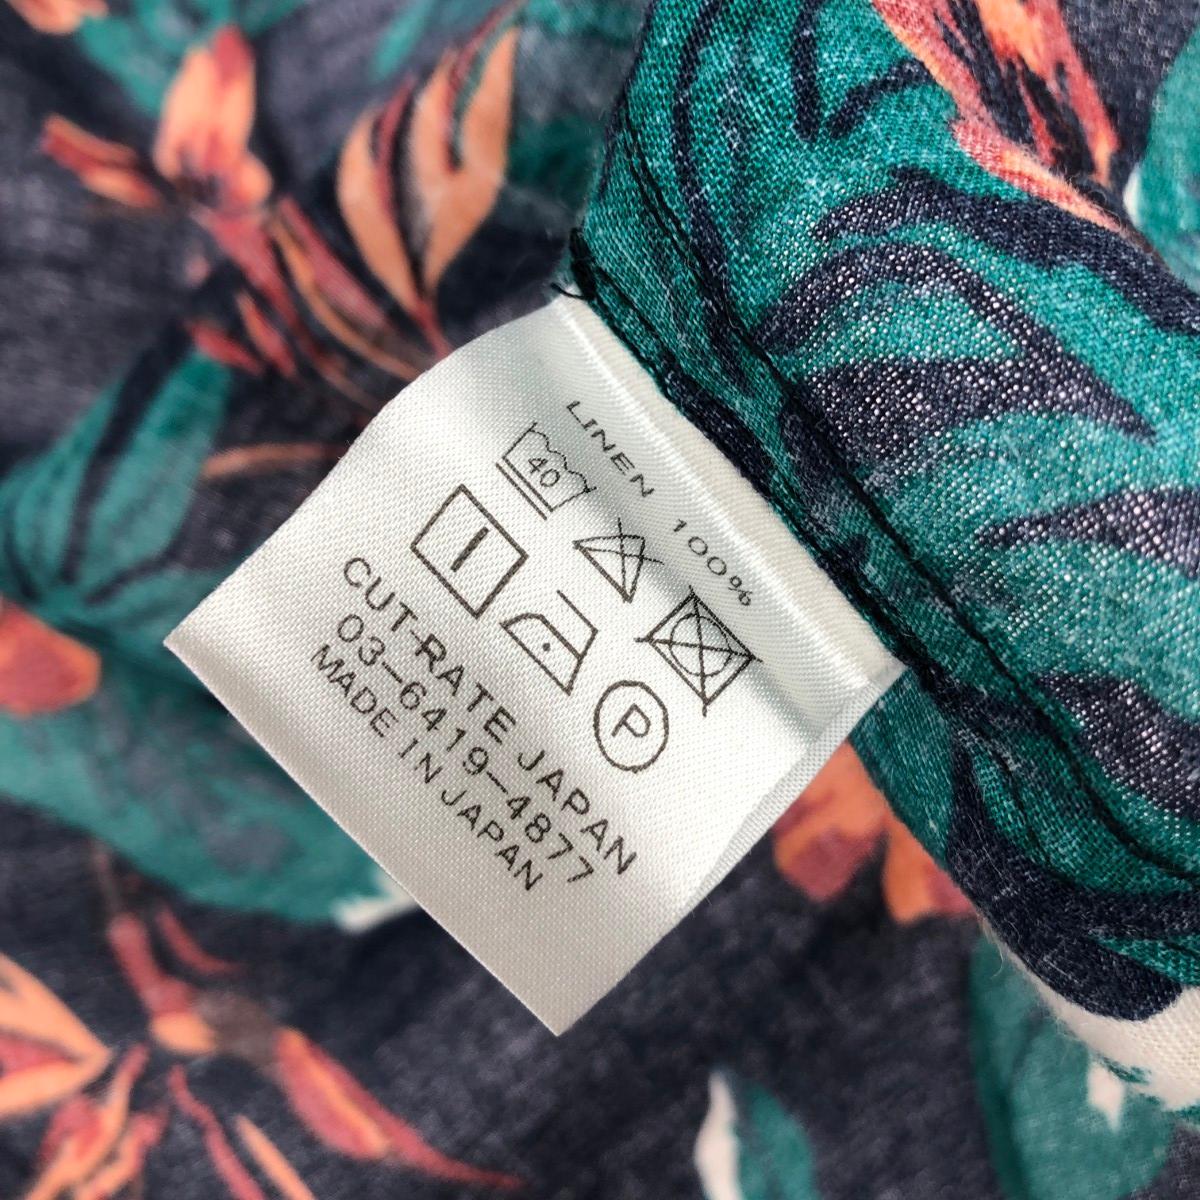 LINEN 100%
40
P
CUT-RATE JAPAN
03-6419-4877
MADE IN JAPAN